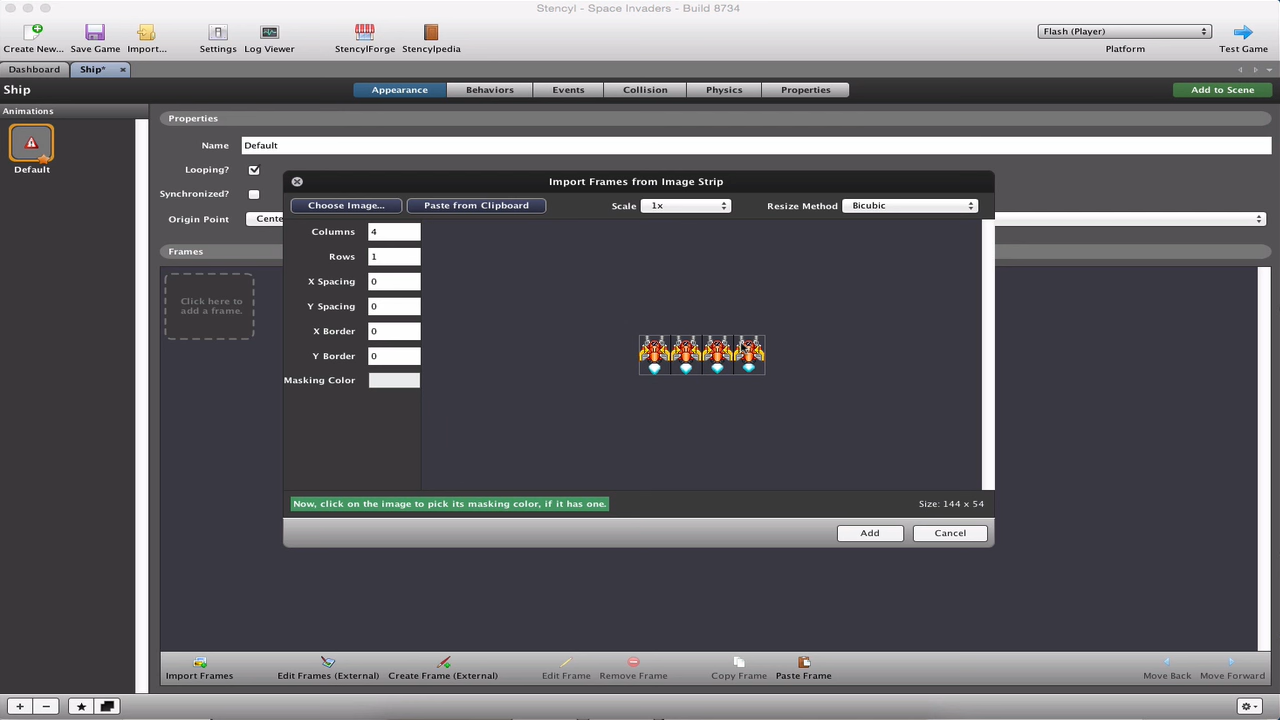 Stencyl - Space Invaders - Build 8734
Create New... Save Game Import... Settings Log Viewer StencylForge Stencylpedia Flash (Player) Platform Test Game
Dashboard Ship*
Ship Appearance Behaviors Events Collision Physics Properties Add to Scene
Animations
Default
Properties
Name Default
Looping?
Synchronized?
Origin Point Cente
Frames
Click here to
add a frame.
Import Frames from Image Strip
Choose Image... Paste from Clipboard Scale 1x Resize Method Bicubic
Columns 4
Rows 1
X Spacing 0
Y Spacing 0
X Border 0
Y Border 0
Masking Color
Now, click on the image to pick its masking color, if it has one. Size: 144 x 54
Add Cancel
Import Frames Edit Frames (External) Create Frame (External) Edit Frame Remove Frame Copy Frame Paste Frame Move Back Move Forward